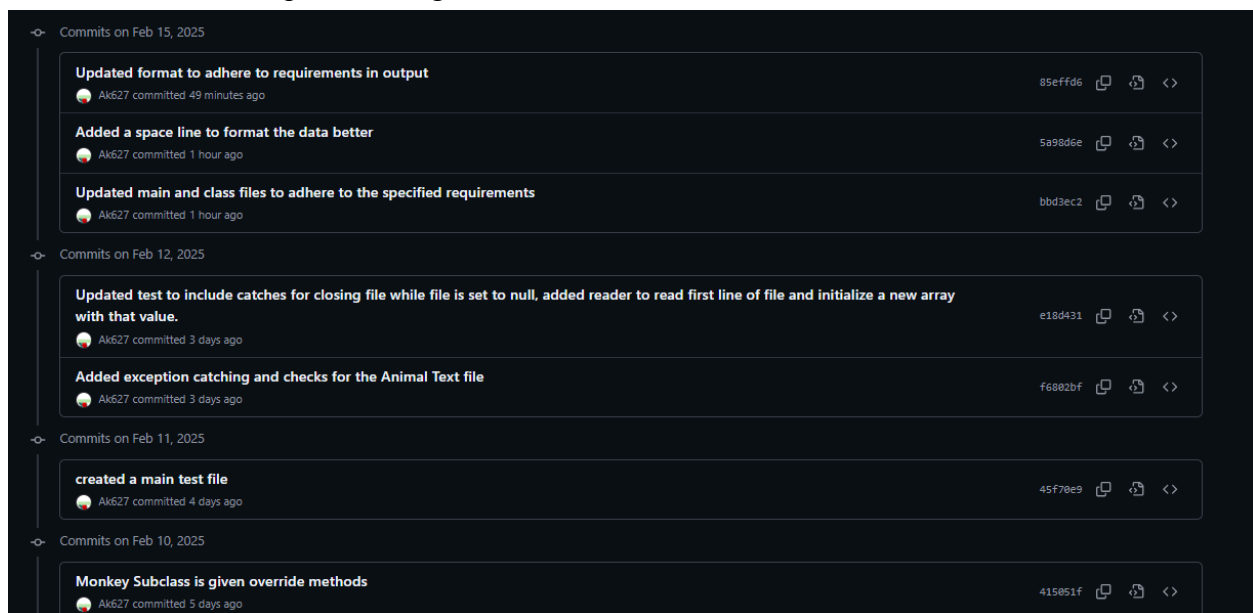 Commits on Feb 15, 2025
Updated format to adhere to requirements in output
Ak627 committed 49 minutes ago
85effd6
Added a space line to format the data better
Ak627 committed 1 hour ago
5a98d6e
Updated main and class files to adhere to the specified requirements
Ak627 committed 1 hour ago
bbd3ec2
Commits on Feb 12, 2025
Updated test to include catches for closing file while file is set to null, added reader to read first line of file and initialize a new array
with that value.
Ak627 committed 3 days ago
e18d431
Added exception catching and checks for the Animal Text file
Ak627 committed 3 days ago
f6802bf
Commits on Feb 11, 2025
created a main test file
Ak627 committed 4 days ago
45f70e9
Commits on Feb 10, 2025
Monkey Subclass is given override methods
Ak627 committed 5 days ago
415051f